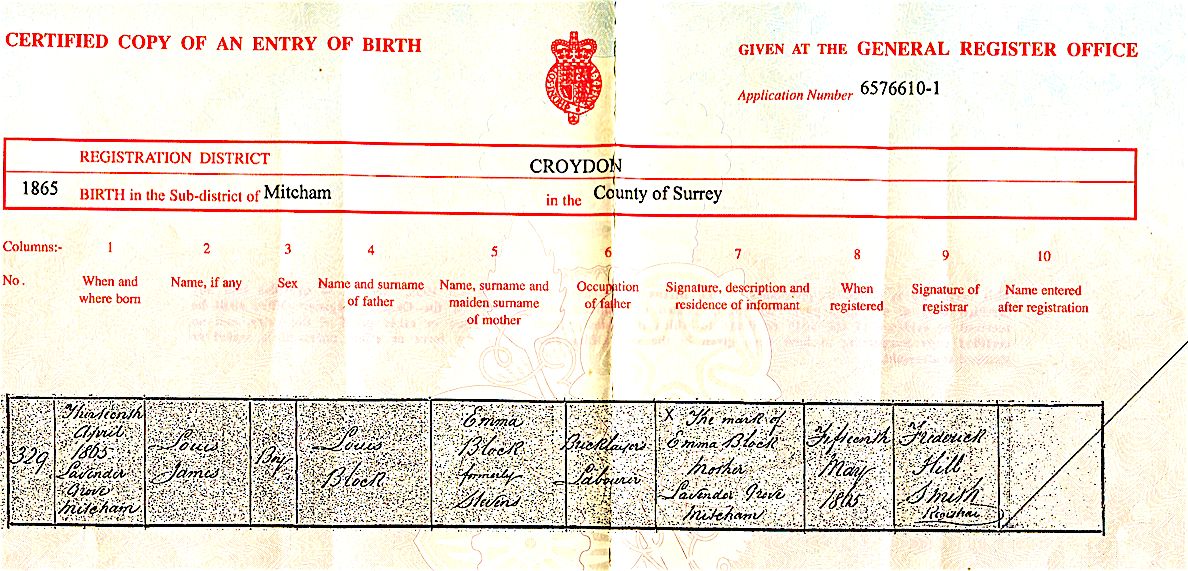 CERTIFIED COPY OF AN ENTRY OF BIRTH
GIVEN AT THE GENERAL REGISTER OFFICE
Application Number 6576610-1
REGISTRATION DISTRICT CROYDON
1865 BIRTH in the Sub-district of Mitcham in the County of Surrey
Columns:- 1 2 3 4 5 6 7 8 9 10
No. When and where born
Name, if any
Sex
Name and surname of father
Name, surname and maiden surname of mother
Occupation of father
Signature, description and residence of informant
When registered
Signature of registrar
Name entered after registration
329
Thirteenth
April
1865
Lavender
Grove
Mitcham
Louis
James
Boy
Louis
Block
Emma
Block
formerly
Stevens
Bricklayers
Labourer
X The mark of
Emma Block
Mother
Lavender Grove
Mitcham
Fifteenth
May
1865
Frederick
Hill
Smith
Registrar